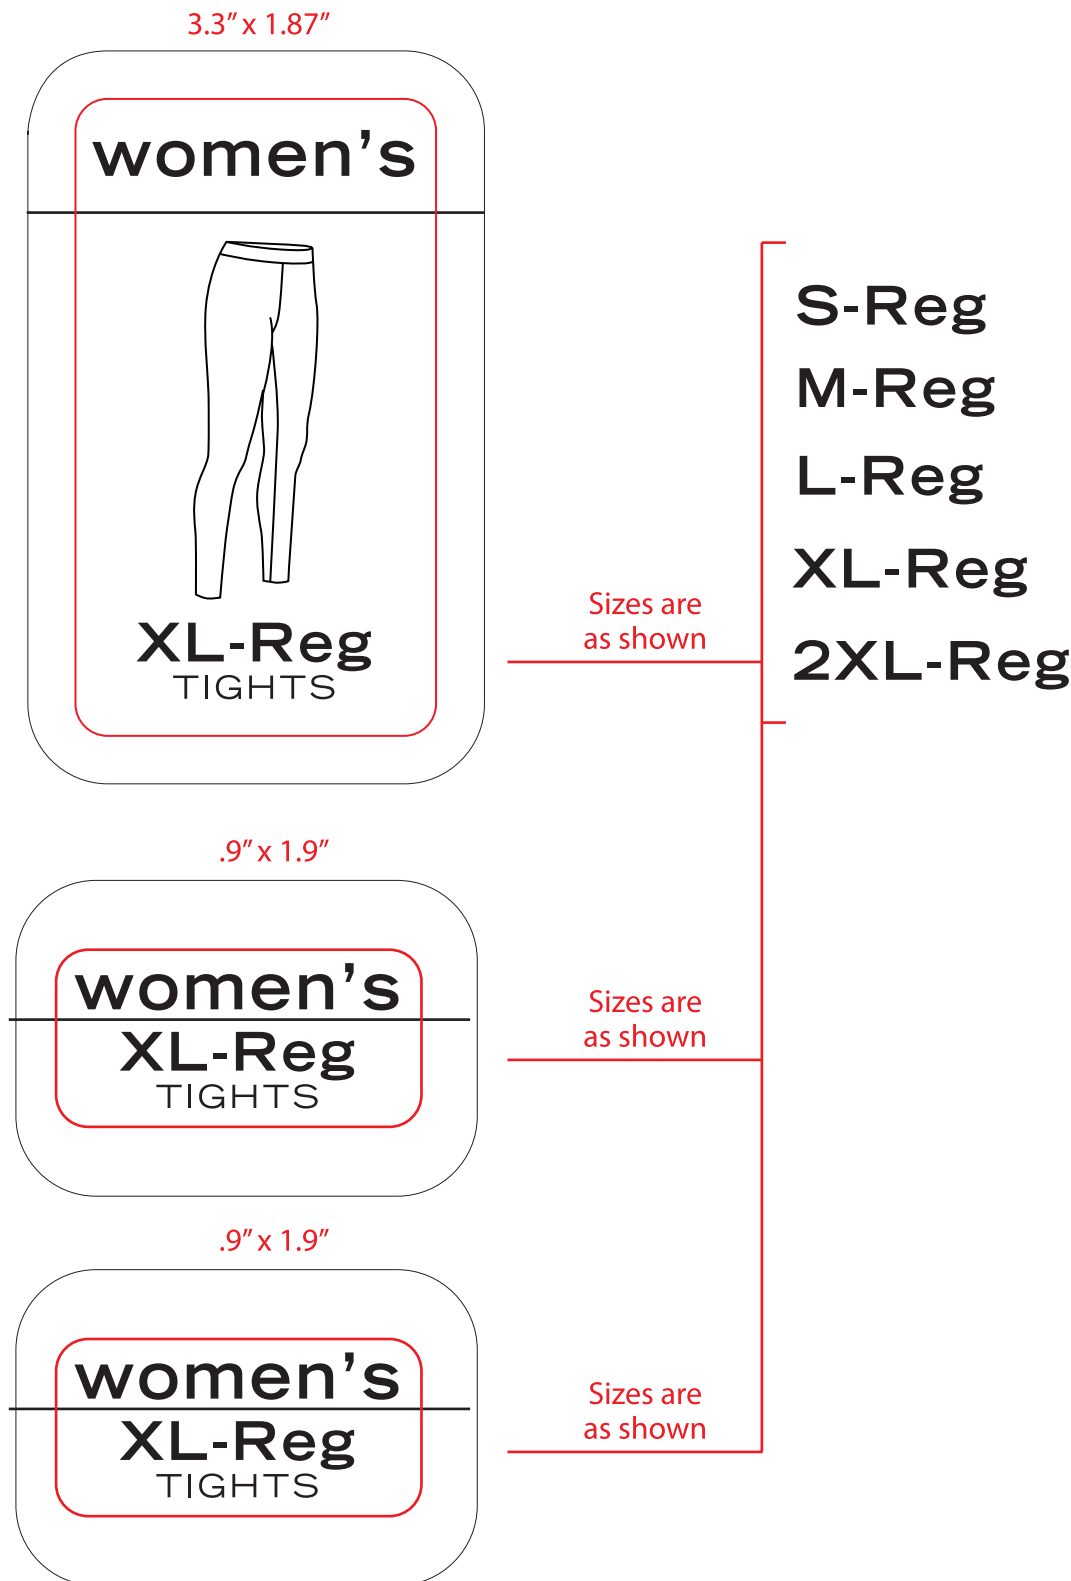 3.3” x 1.87”
women’s
XL-Reg
TIGHTS
Sizes are
as shown
S-Reg
M-Reg
L-Reg
XL-Reg
2XL-Reg
.9” x 1.9”
women’s
XL-Reg
TIGHTS
Sizes are
as shown
.9” x 1.9”
women’s
XL-Reg
TIGHTS
Sizes are
as shown